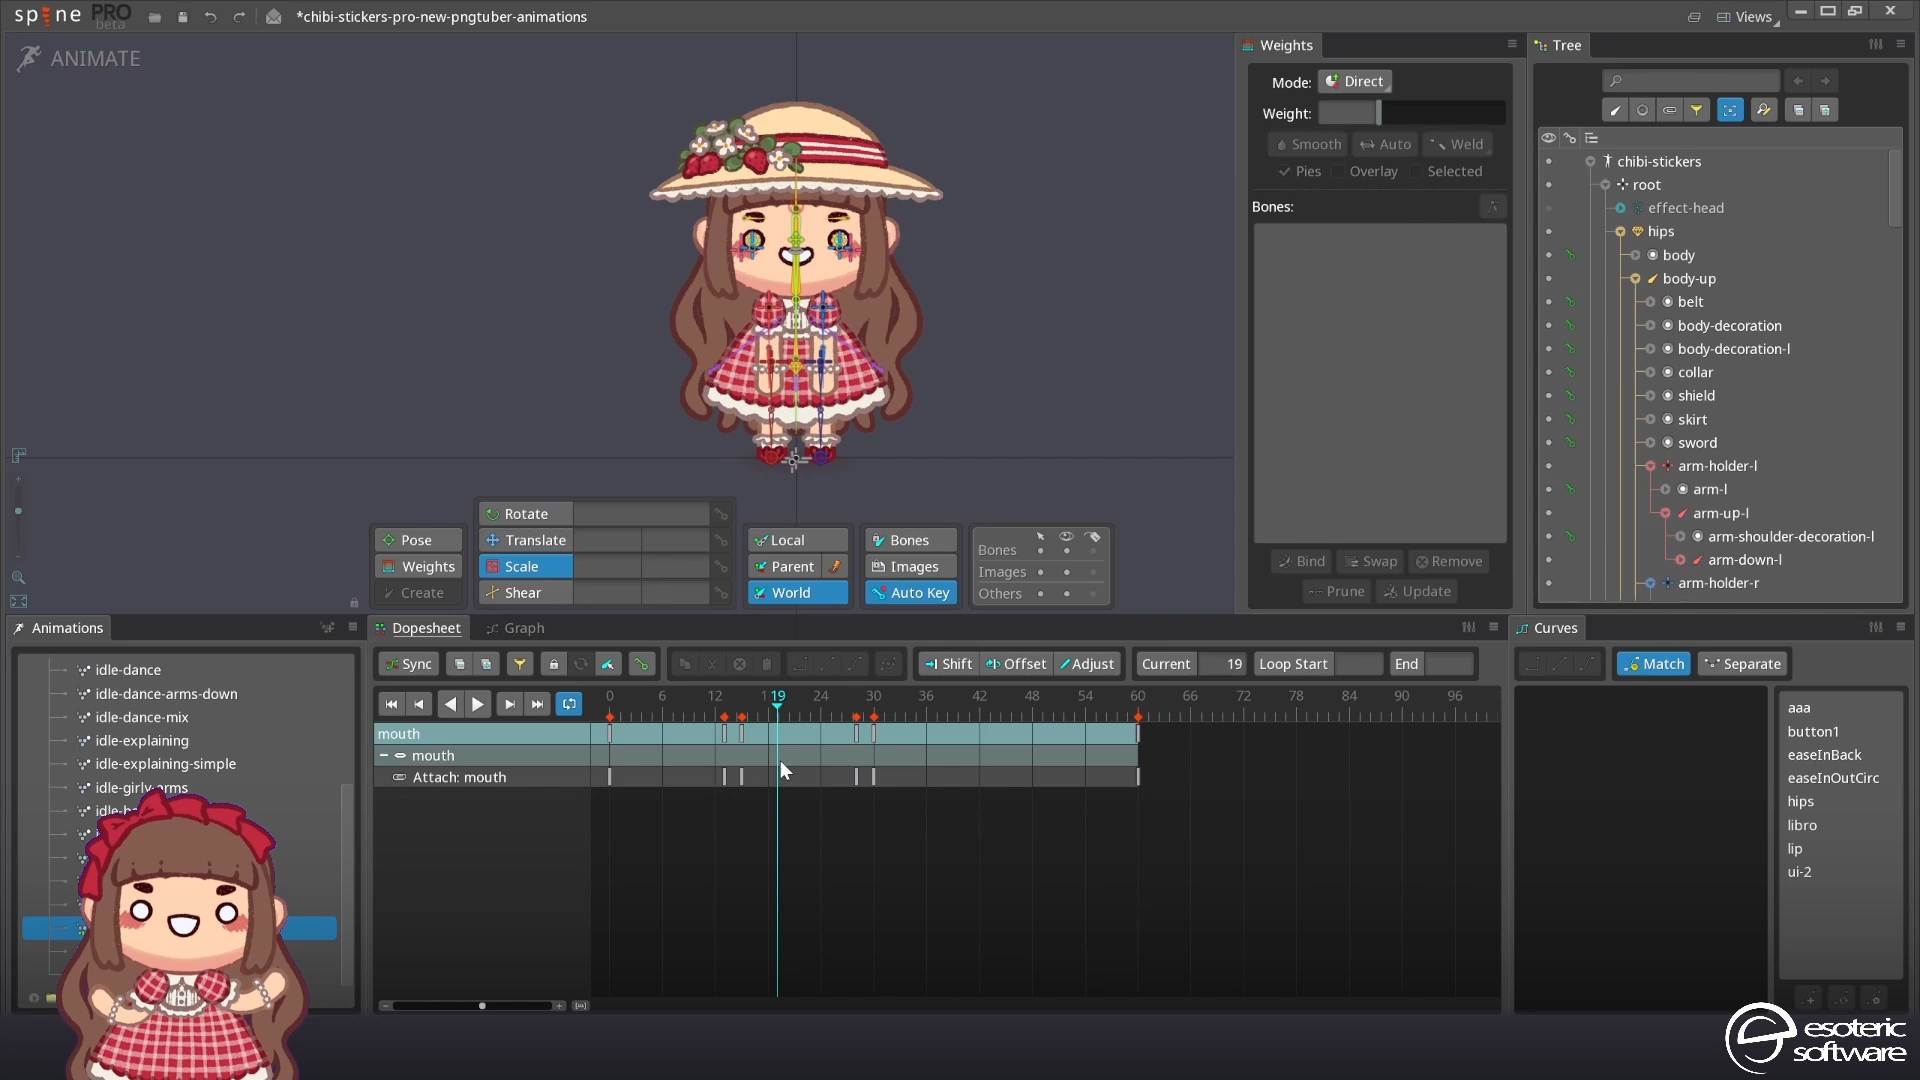 spine PRO beta
*chibi-stickers-pro-new-pngtuber-animations
Views
ANIMATE
Weights
Mode: Direct
Weight:
Smooth Auto Weld
Pies Overlay Selected
Bones:
Bind Swap Remove
Prune Update
Tree
chibi-stickers
root
effect-head
hips
body
body-up
belt
body-decoration
body-decoration-l
collar
shield
skirt
sword
arm-holder-l
arm-l
arm-up-l
arm-shoulder-decoration-l
arm-down-l
arm-holder-r
Pose
Weights
Create
Rotate
Translate
Scale
Shear
Local
Parent
World
Bones
Images
Auto Key
Bones
Images
Others
Animations
idle-dance
idle-dance-arms-down
idle-dance-mix
idle-explaining
idle-explaining-simple
idle-girly-arms
Dopesheet Graph
Sync Shift Offset Adjust Current 19 Loop Start End
0 6 12 19 24 30 36 42 48 54 60 66 72 78 84 90 96
mouth
mouth
Attach: mouth
Curves
Match Separate
aaa
button1
easeInBack
easeInOutCirc
hips
libro
lip
ui-2
esoteric
software